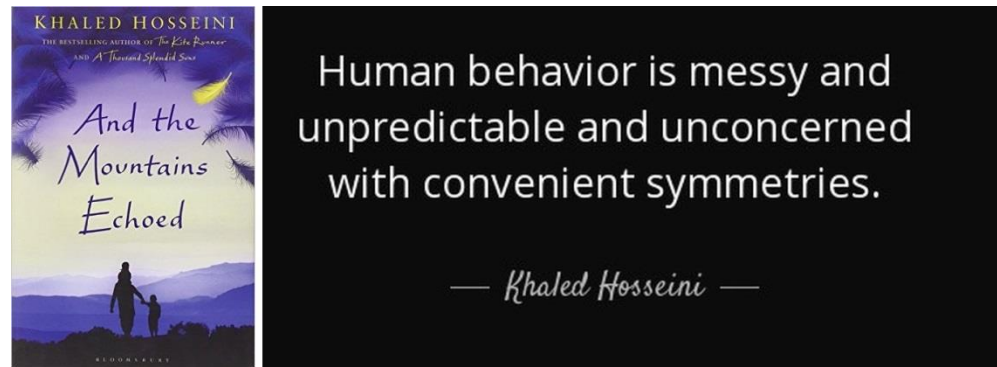 KHALED HOSSEINI
THE BESTSELLING AUTHOR OF The Kite Runner
AND A Thousand Splendid Suns
And the
Mountains
Echoed
BLOOMSBURY
Human behavior is messy and
unpredictable and unconcerned
with convenient symmetries.
Khaled Hosseini